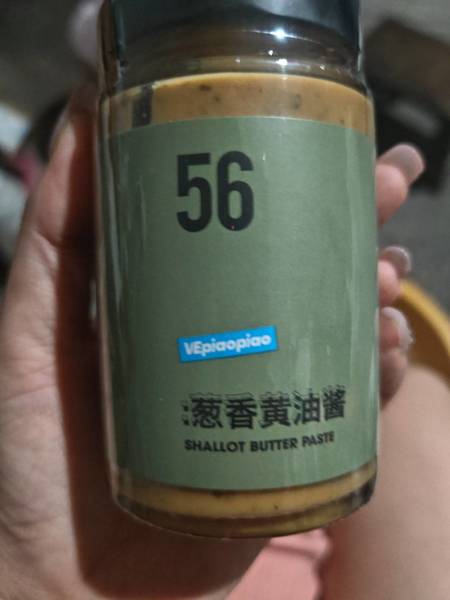 56
VEpiaopiao
葱香黄油酱
SHALLOT BUTTER PASTE